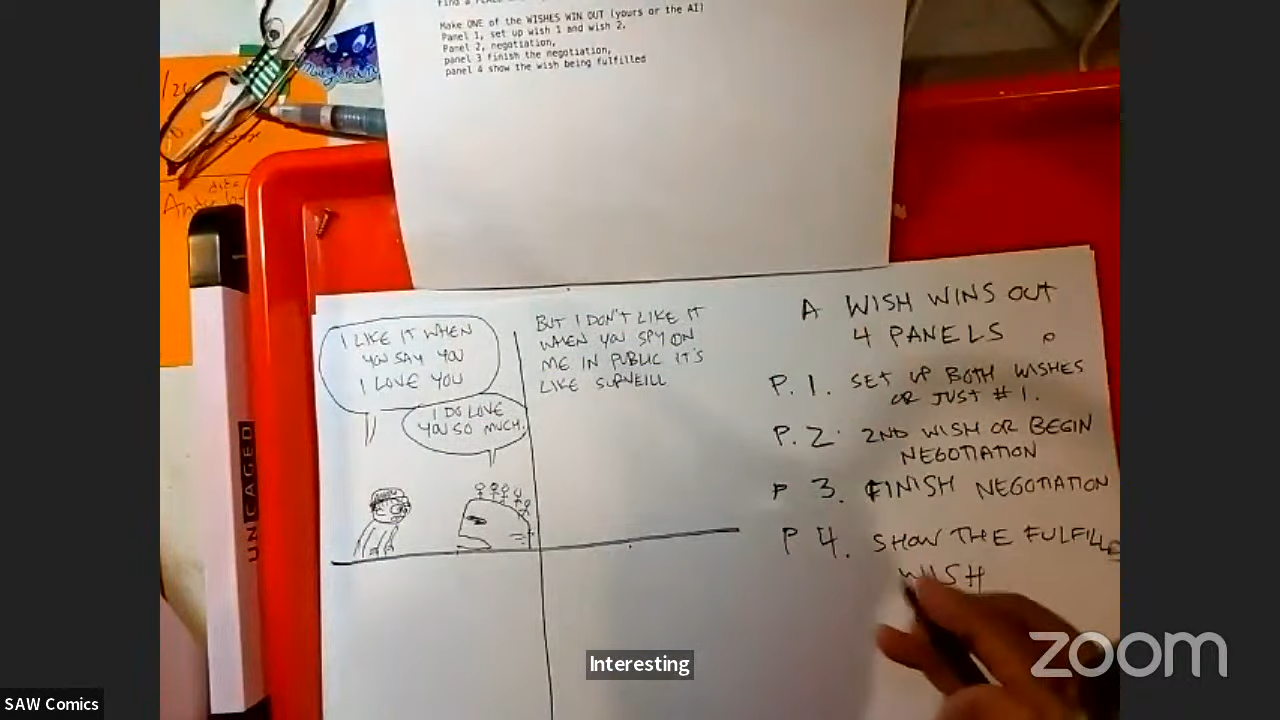 Make ONE of the WISHES WIN OUT (yours or the AI)
Panel 1, set up wish 1 and wish 2,
Panel 2, negotiation,
panel 3 finish the negotiation,
panel 4 show the wish being fulfilled
I LIKE IT WHEN
YOU SAY YOU
I LOVE YOU
I DO LOVE
YOU SO MUCH.
BUT I DON'T LIKE IT
WHEN YOU SPY ON
ME IN PUBLIC IT'S
LIKE SURVEILL
A WISH WINS OUT
4 PANELS
P. 1. SET UP BOTH WISHES
OR JUST #1.
P. 2. 2ND WISH OR BEGIN
NEGOTIATION
P 3. FINISH NEGOTIATION
P 4. SHOW THE FULFILLED
WISH
UNCAGED
Interesting
zoom
SAW Comics